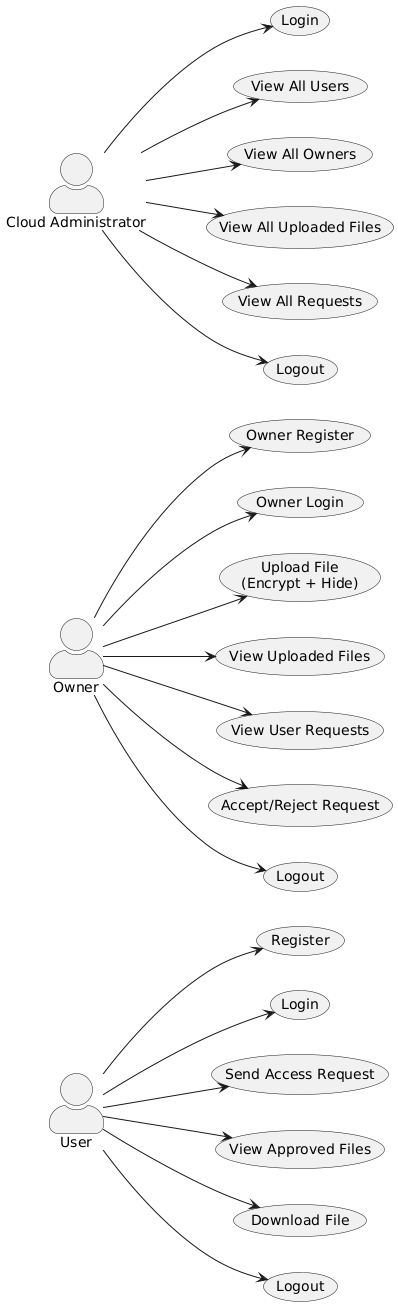 Login
View All Users
View All Owners
View All Uploaded Files
View All Requests
Logout
Cloud Administrator
Owner Register
Owner Login
Upload File
(Encrypt + Hide)
View Uploaded Files
View User Requests
Accept/Reject Request
Logout
Owner
Register
Login
Send Access Request
View Approved Files
Download File
Logout
User